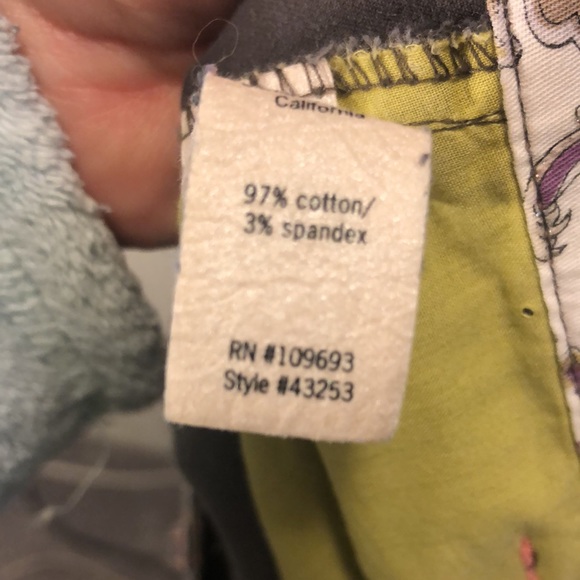 California
97% cotton/
3% spandex
RN #109693
Style #43253